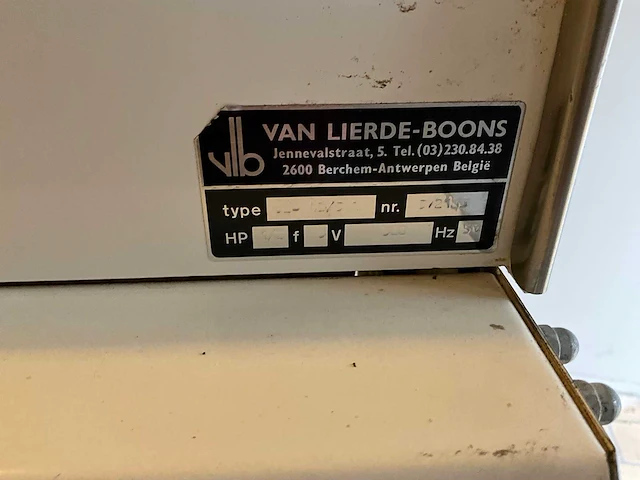 vlb
VAN LIERDE-BOONS
Jennevalstraat, 5. Tel. (03)230.84.38
2600 Berchem-Antwerpen België
type nr.
HP f V Hz 50